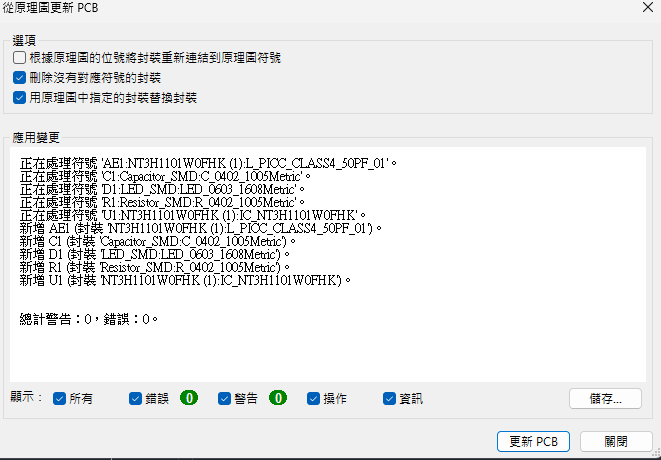 從原理圖更新 PCB
選項
根據原理圖的位號將封裝重新連結到原理圖符號
刪除沒有對應符號的封裝
用原理圖中指定的封裝替換封裝
應用變更
正在處理符號 'AE1:NT3H1101W0FHK (1):L_PICC_CLASS4_50PF_01'。
正在處理符號 'C1:Capacitor_SMD:C_0402_1005Metric'。
正在處理符號 'D1:LED_SMD:LED_0603_1608Metric'。
正在處理符號 'R1:Resistor_SMD:R_0402_1005Metric'。
正在處理符號 'U1:NT3H1101W0FHK (1):IC_NT3H1101W0FHK'。
新增 AE1 (封裝 'NT3H1101W0FHK (1):L_PICC_CLASS4_50PF_01')。
新增 C1 (封裝 'Capacitor_SMD:C_0402_1005Metric')。
新增 D1 (封裝 'LED_SMD:LED_0603_1608Metric')。
新增 R1 (封裝 'Resistor_SMD:R_0402_1005Metric')。
新增 U1 (封裝 'NT3H1101W0FHK (1):IC_NT3H1101W0FHK')。
總計警告：0，錯誤：0。
顯示： 所有 錯誤 0 警告 0 操作 資訊 儲存...
更新 PCB 關閉